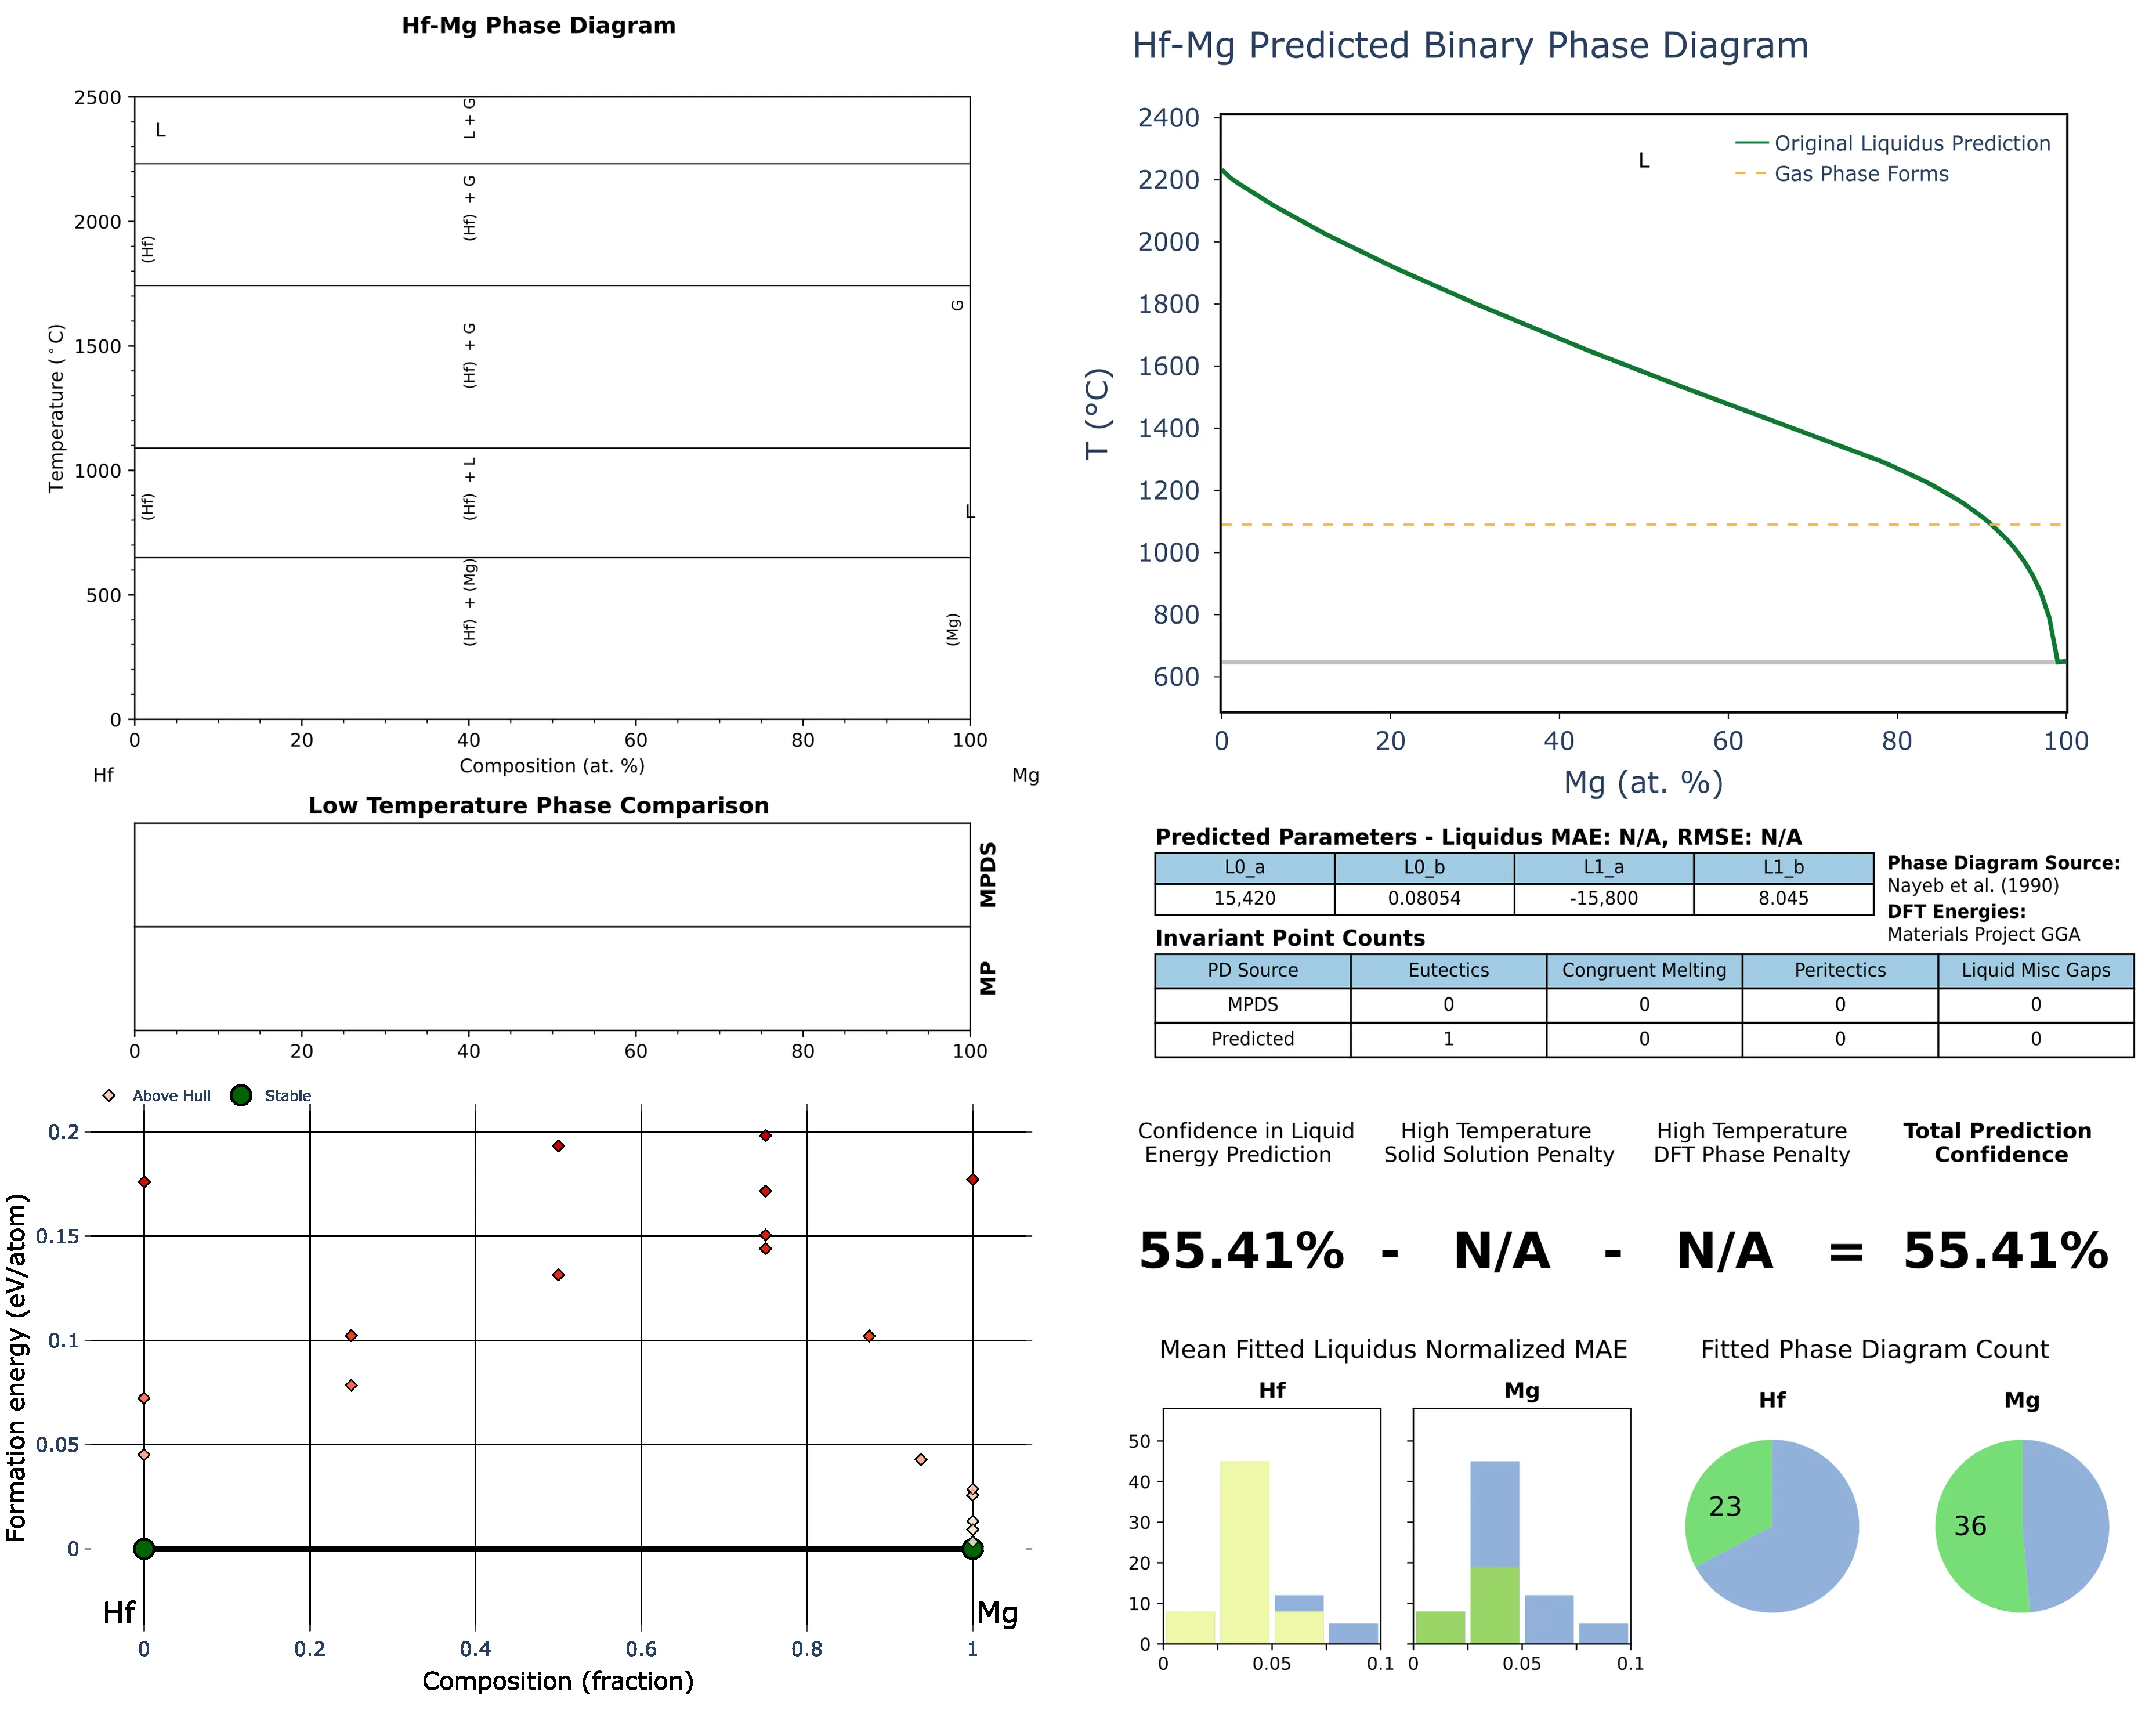 Hf-Mg Phase Diagram
2500
2000
1500
1000
500
0
Temperature (°C)
L
L + G
(Hf) + G
(Hf)
G
(Hf) + G
(Hf) + L
(Hf)
L
(Hf) + (Mg)
(Mg)
0 20 40 60 80 100
Composition (at. %)
Hf
Mg
Low Temperature Phase Comparison
MPDS
MP
0 20 40 60 80 100
Above Hull
Stable
0.2
0.15
0.1
0.05
0
Formation energy (eV/atom)
Hf
Mg
0 0.2 0.4 0.6 0.8 1
Composition (fraction)
Hf-Mg Predicted Binary Phase Diagram
2400
2200
2000
1800
1600
1400
1200
1000
800
600
T (°C)
L
Original Liquidus Prediction
Gas Phase Forms
0 20 40 60 80 100
Mg (at. %)
Predicted Parameters - Liquidus MAE: N/A, RMSE: N/A
L0_a L0_b L1_a L1_b
15,420 0.08054 -15,800 8.045
Phase Diagram Source:
Nayeb et al. (1990)
DFT Energies:
Materials Project GGA
Invariant Point Counts
PD Source Eutectics Congruent Melting Peritectics Liquid Misc Gaps
MPDS 0 0 0 0
Predicted 1 0 0 0
Confidence in Liquid
Energy Prediction
High Temperature
Solid Solution Penalty
High Temperature
DFT Phase Penalty
Total Prediction
Confidence
55.41% - N/A - N/A = 55.41%
Mean Fitted Liquidus Normalized MAE
Fitted Phase Diagram Count
Hf
Mg
Hf
Mg
50
40
30
20
10
0
0 0.05 0.1
0 0.05 0.1
23
36